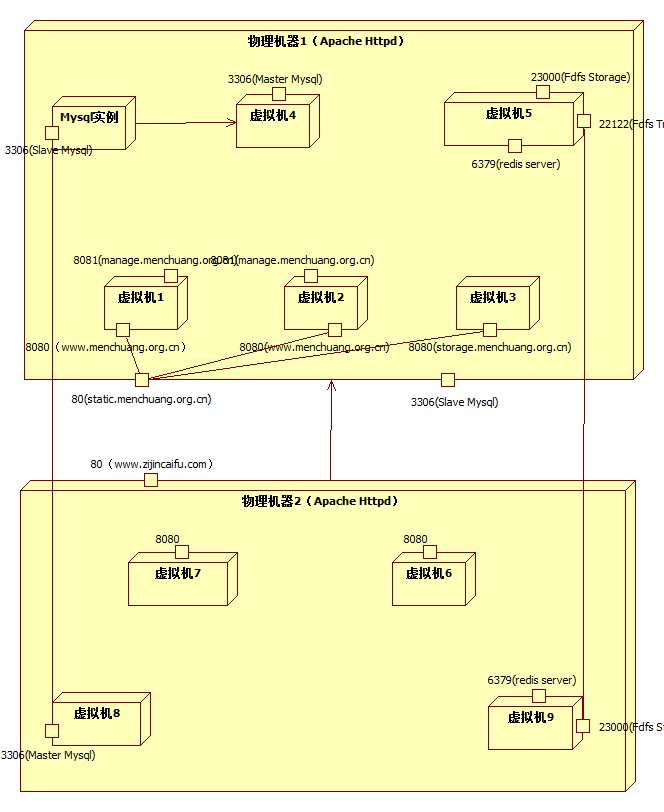 物理机器1（Apache Httpd）
3306(Master Mysql)
23000(Fdfs Storage)
Mysql实例
虚拟机4
虚拟机5
22122(Fdfs Tr
3306(Slave Mysql)
6379(redis server)
8081(manage.menchuang.org.cn)
8081(manage.menchuang.org.cn)
虚拟机1
虚拟机2
虚拟机3
8080（www.menchuang.org.cn）
8080(www.menchuang.org.cn)
8080(storage.menchuang.org.cn)
80(static.menchuang.org.cn)
3306(Slave Mysql)
80（www.zijincaifu.com）
物理机器2（Apache Httpd）
8080
8080
虚拟机7
虚拟机6
6379(redis server)
虚拟机8
虚拟机9
23000(Fdfs S
3306(Master Mysql)